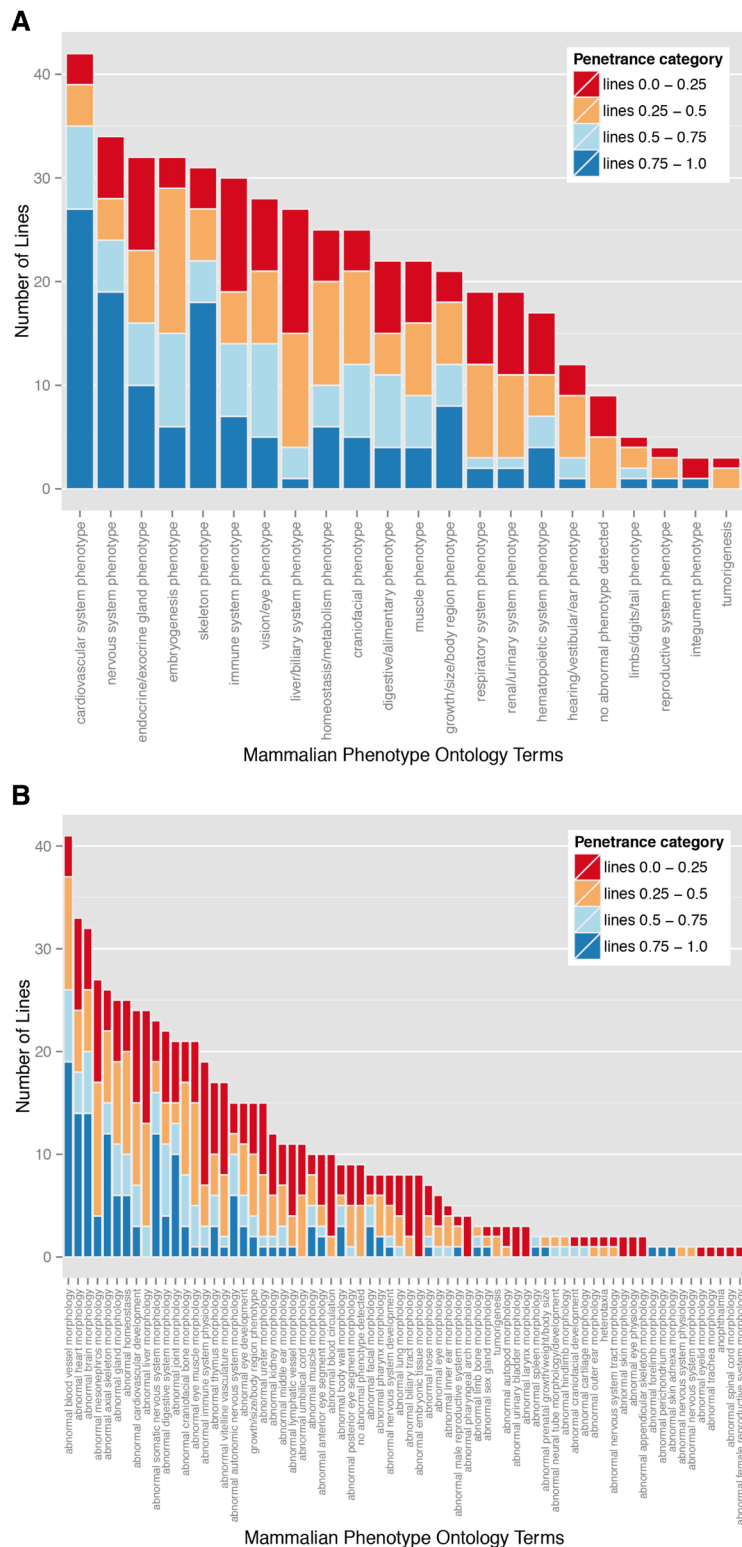 A
Number of Lines
40
30
20
10
0
Penetrance category
lines 0.0 – 0.25
lines 0.25 – 0.5
lines 0.5 – 0.75
lines 0.75 – 1.0
cardiovascular system phenotype
nervous system phenotype
endocrine/exocrine gland phenotype
embryogenesis phenotype
skeleton phenotype
immune system phenotype
vision/eye phenotype
liver/biliary system phenotype
homeostasis/metabolism phenotype
craniofacial phenotype
digestive/alimentary phenotype
muscle phenotype
growth/size/body region phenotype
respiratory system phenotype
renal/urinary system phenotype
hematopoietic system phenotype
hearing/vestibular/ear phenotype
no abnormal phenotype detected
limbs/digits/tail phenotype
reproductive system phenotype
integument phenotype
tumorigenesis
Mammalian Phenotype Ontology Terms
B
Number of Lines
40
30
20
10
0
Penetrance category
lines 0.0 – 0.25
lines 0.25 – 0.5
lines 0.5 – 0.75
lines 0.75 – 1.0
abnormal blood vessel morphology
abnormal heart morphology
abnormal brain morphology
abnormal mesonephros morphology
abnormal axial skeleton morphology
abnormal gland morphology
abnormal homeostasis
abnormal cardiovascular development
abnormal liver morphology
abnormal somatic nervous system morphology
abnormal digestive system morphology
abnormal joint morphology
abnormal craniofacial bone morphology
abnormal eye muscle morphology
abnormal immune system physiology
abnormal thymus morphology
abnormal vitelline vasculature morphology
abnormal autonomic nervous system morphology
abnormal eye development
growth/size/body region phenotype
abnormal ureter morphology
abnormal kidney morphology
abnormal middle ear morphology
abnormal lymphatic vessel morphology
abnormal umbilical cord morphology
abnormal muscle morphology
abnormal anterior eye segment morphology
abnormal blood circulation
abnormal body wall morphology
abnormal posterior eye segment morphology
no abnormal phenotype detected
abnormal facial morphology
abnormal pharynx morphology
abnormal nervous system development
abnormal lung morphology
abnormal biliary tract morphology
abnormal embryonic tissue morphology
abnormal nose morphology
abnormal eye morphology
abnormal inner ear morphology
abnormal male reproductive system morphology
abnormal pharyngeal arch morphology
abnormal limb bone morphology
abnormal sex gland morphology
tumorigenesis
abnormal autopod morphology
abnormal urinary bladder morphology
abnormal larynx morphology
abnormal spleen morphology
abnormal prenatal growth/weight/body size
abnormal neural tube morphology/development
abnormal hindlimb morphology
abnormal craniofacial development
abnormal cartilage morphology
abnormal outer ear morphology
heterotaxia
abnormal nervous system tract morphology
abnormal skin morphology
abnormal eye physiology
abnormal appendicular skeleton morphology
abnormal forelimb morphology
abnormal perichondrium morphology
abnormal skin adnexa morphology
abnormal nervous system physiology
abnormal nervous system morphology
abnormal eyelid morphology
abnormal trachea morphology
anophthalmia
abnormal spinal cord morphology
abnormal female reproductive system morphology
Mammalian Phenotype Ontology Terms